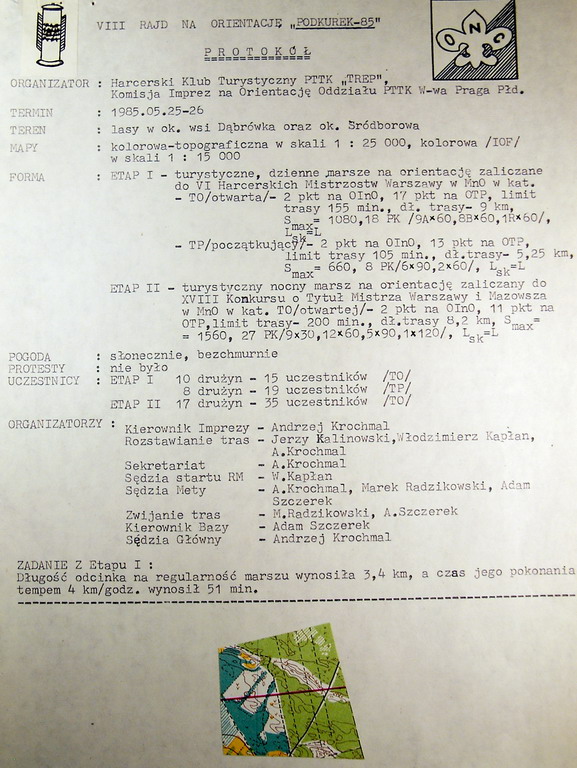 VIII RAJD NA ORIENTACJĘ „PODKUREK-85"
PROTOKÓŁ
ONC
ORGANIZATOR : Harcerski Klub Turystyczny PTTK „TREP",
Komisja Imprez na Orientację Oddziału PTTK W-wa Praga Płd.
TERMIN : 1985.05.25-26
TEREN : lasy w ok. wsi Dąbrówka oraz ok. Śródborowa
MAPY : kolorowa-topograficzna w skali 1 : 25 000, kolorowa /IOF/
w skali 1 : 15 000
FORMA : ETAP I - turystyczne, dzienne marsze na orientację zaliczane
do VI Harcerskich Mistrzostw Warszawy w MnO w kat.
- TO/otwarta/- 2 pkt na OInO, 17 pkt na OTP, limit
trasy 155 min., dł. trasy- 9 km,
Smax= 1080,18 PK /9A×60,8B×60,1R×60/,
Lsk=L
- TP/początkujący/- 2 pkt na OInO, 13 pkt na OTP,
limit trasy 105 min., dł.trasy- 5,25 km,
Smax= 660, 8 PK/6×90,2×60/, Lsk=L
ETAP II - turystyczny nocny marsz na orientację zaliczany do
XVIII Konkursu o Tytuł Mistrza Warszawy i Mazowsza
w MnO w kat. TO/otwartej/- 2 pkt na OInO, 11 pkt na
OTP,limit trasy- 200 min., dł.trasy 8,2 km, Smax=
= 1560, 27 PK/9×30,12×60,5×90,1×120/, Lsk=L
POGODA : słonecznie, bezchmurnie
PROTESTY : nie było
UCZESTNICY : ETAP I 10 drużyn - 15 uczestników /TO/
8 drużyn - 19 uczestników /TP/
ETAP II 17 drużyn - 35 uczestników /TO/
ORGANIZATORZY :
Kierownik Imprezy - Andrzej Krochmal
Rozstawianie tras - Jerzy Kalinowski,Włodzimierz Kapłan,
A.Krochmal
Sekretariat - A.Krochmal
Sędzia startu RM - W.Kapłan
Sędzia Mety - A.Krochmal, Marek Radzikowski, Adam
Szczerek
Zwijanie tras - M.Radzikowski, A.Szczerek
Kierownik Bazy - Adam Szczerek
Sędzia Główny - Andrzej Krochmal
ZADANIE Z Etapu I :
Długość odcinka na regularność marszu wynosiła 3,4 km, a czas jego pokonania
tempem 4 km/godz. wynosił 51 min.